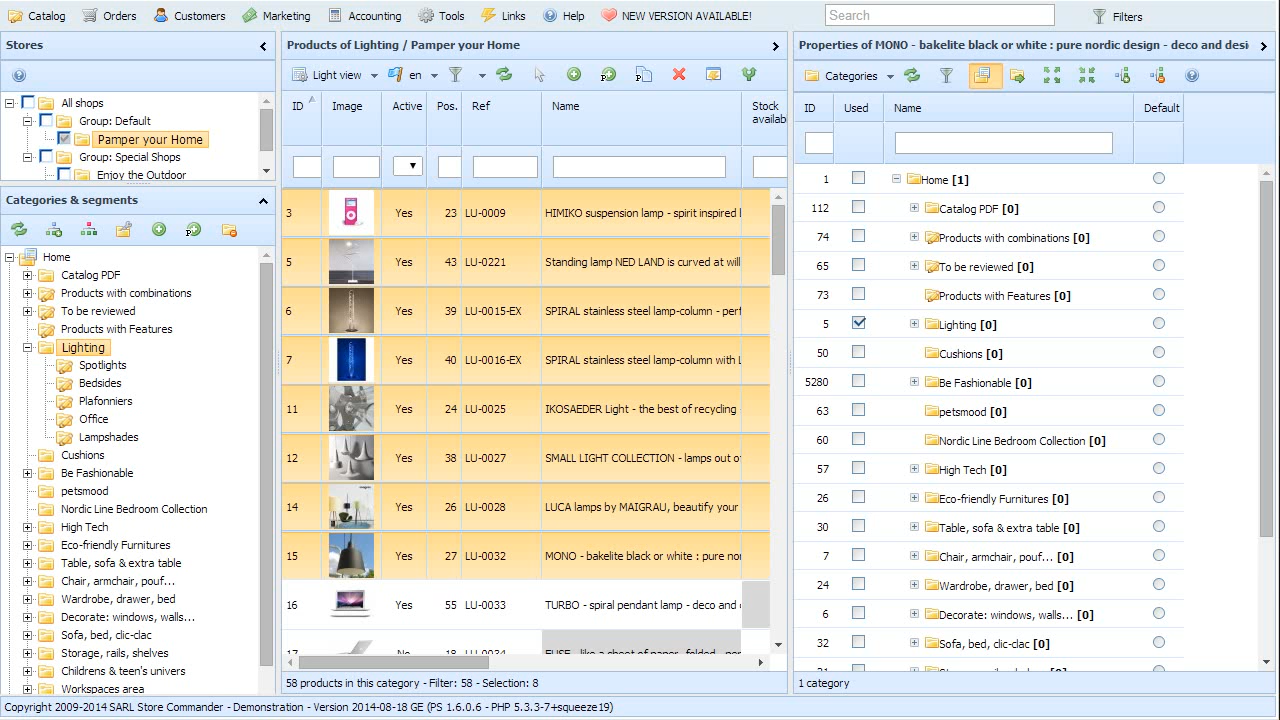 Catalog Orders Customers Marketing Accounting Tools Links Help NEW VERSION AVAILABLE! Search Filters
Stores
All shops
Group: Default
Pamper your Home
Group: Special Shops
Enjoy the Outdoor
Categories & segments
Home
Catalog PDF
Products with combinations
To be reviewed
Products with Features
Lighting
Spotlights
Bedsides
Plafonniers
Office
Lampshades
Cushions
Be Fashionable
petsmood
Nordic Line Bedroom Collection
High Tech
Eco-friendly Furnitures
Table, sofa & extra table
Chair, armchair, pouf...
Wardrobe, drawer, bed
Decorate: windows, walls...
Sofa, bed, clic-clac
Storage, rails, shelves
Childrens & teen's univers
Workspaces area
Products of Lighting / Pamper your Home
Light view en
ID Image Active Pos. Ref Name Stock availab
3 Yes 23 LU-0009 HIMIKO suspension lamp - spirit inspired
5 Yes 43 LU-0221 Standing lamp NED LAND is curved at will
6 Yes 39 LU-0015-EX SPIRAL stainless steel lamp-column - perf
7 Yes 40 LU-0016-EX SPIRAL stainless steel lamp-column with L
11 Yes 24 LU-0025 IKOSAEDER Light - the best of recycling
12 Yes 38 LU-0027 SMALL LIGHT COLLECTION - lamps out o
14 Yes 26 LU-0028 LUCA lamps by MAIGRAU, beautify your
15 Yes 27 LU-0032 MONO - bakelite black or white : pure no
16 Yes 55 LU-0033 TURBO - spiral pendant lamp - deco and
17 No 18 LU-0034
58 products in this category - Filter: 58 - Selection: 8
Properties of MONO - bakelite black or white : pure nordic design - deco and desi
Categories
ID Used Name Default
1 Home [1]
112 Catalog PDF [0]
74 Products with combinations [0]
65 To be reviewed [0]
73 Products with Features [0]
5 Lighting [0]
50 Cushions [0]
5280 Be Fashionable [0]
63 petsmood [0]
60 Nordic Line Bedroom Collection [0]
57 High Tech [0]
26 Eco-friendly Furnitures [0]
30 Table, sofa & extra table [0]
7 Chair, armchair, pouf... [0]
24 Wardrobe, drawer, bed [0]
6 Decorate: windows, walls... [0]
32 Sofa, bed, clic-clac [0]
1 category
Copyright 2009-2014 SARL Store Commander - Demonstration - Version 2014-08-18 GE (PS 1.6.0.6 - PHP 5.3.3-7+squeeze19)